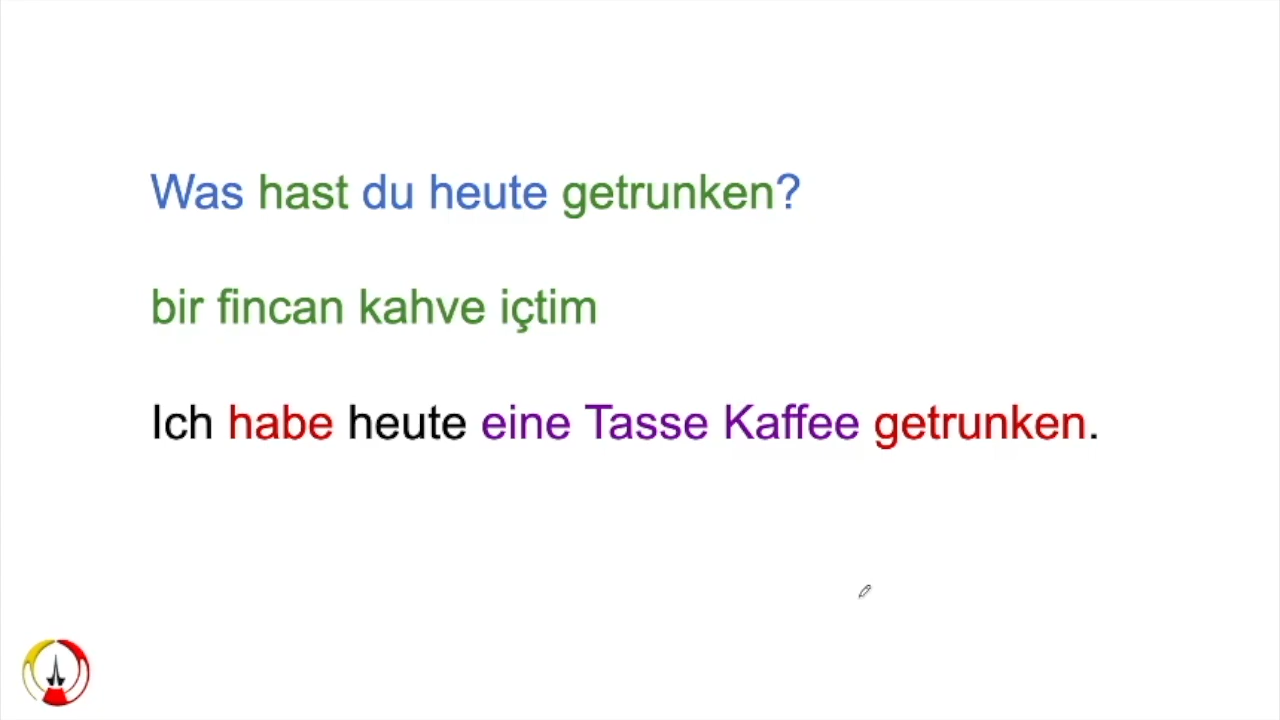 Was hast du heute getrunken?
bir fincan kahve içtim
Ich habe heute eine Tasse Kaffee getrunken.